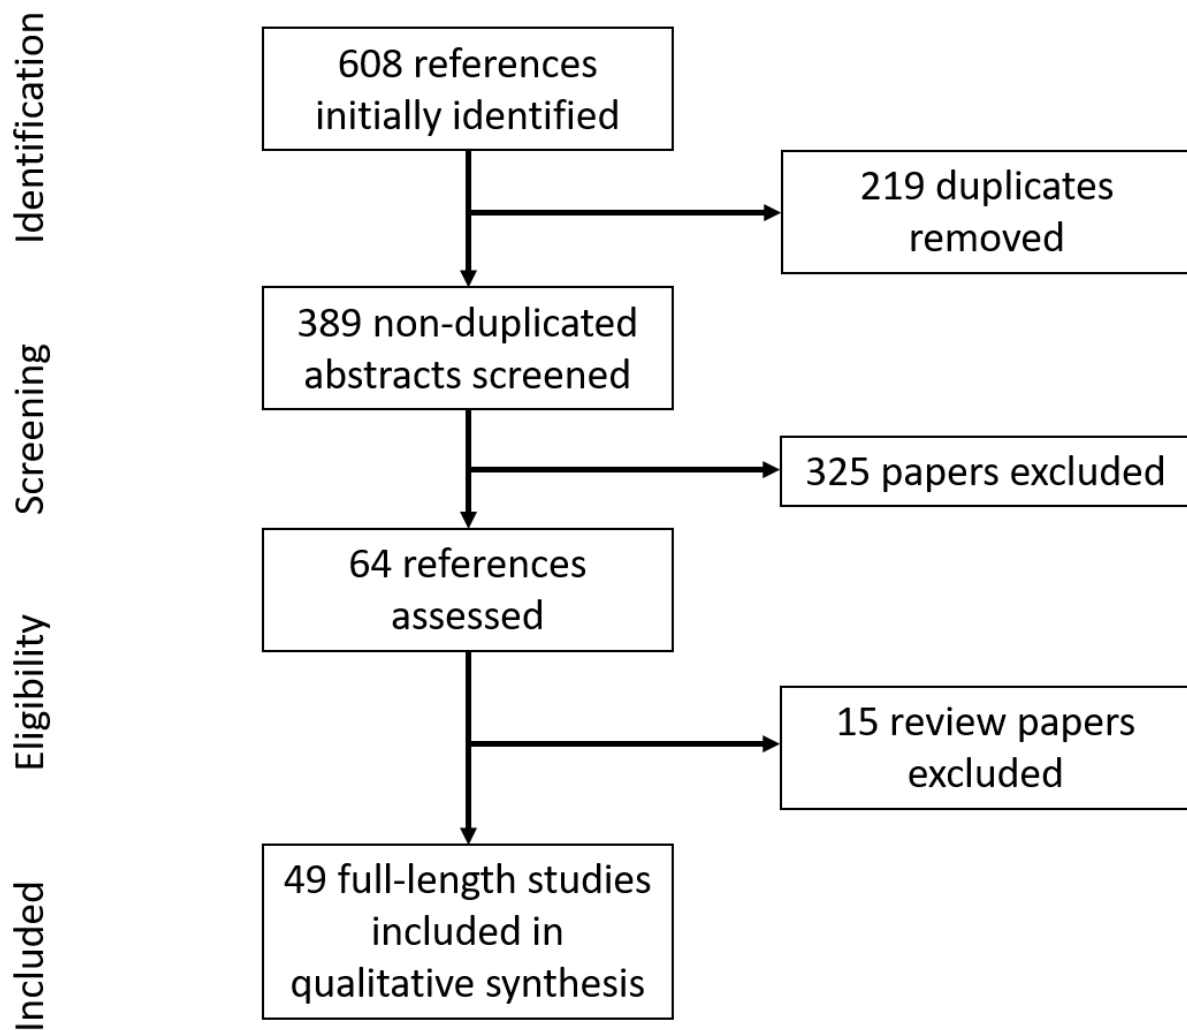 Identification
608 references
initially identified
219 duplicates
removed
Screening
389 non-duplicated
abstracts screened
325 papers excluded
Eligibility
64 references
assessed
15 review papers
excluded
Included
49 full-length studies
included in
qualitative synthesis